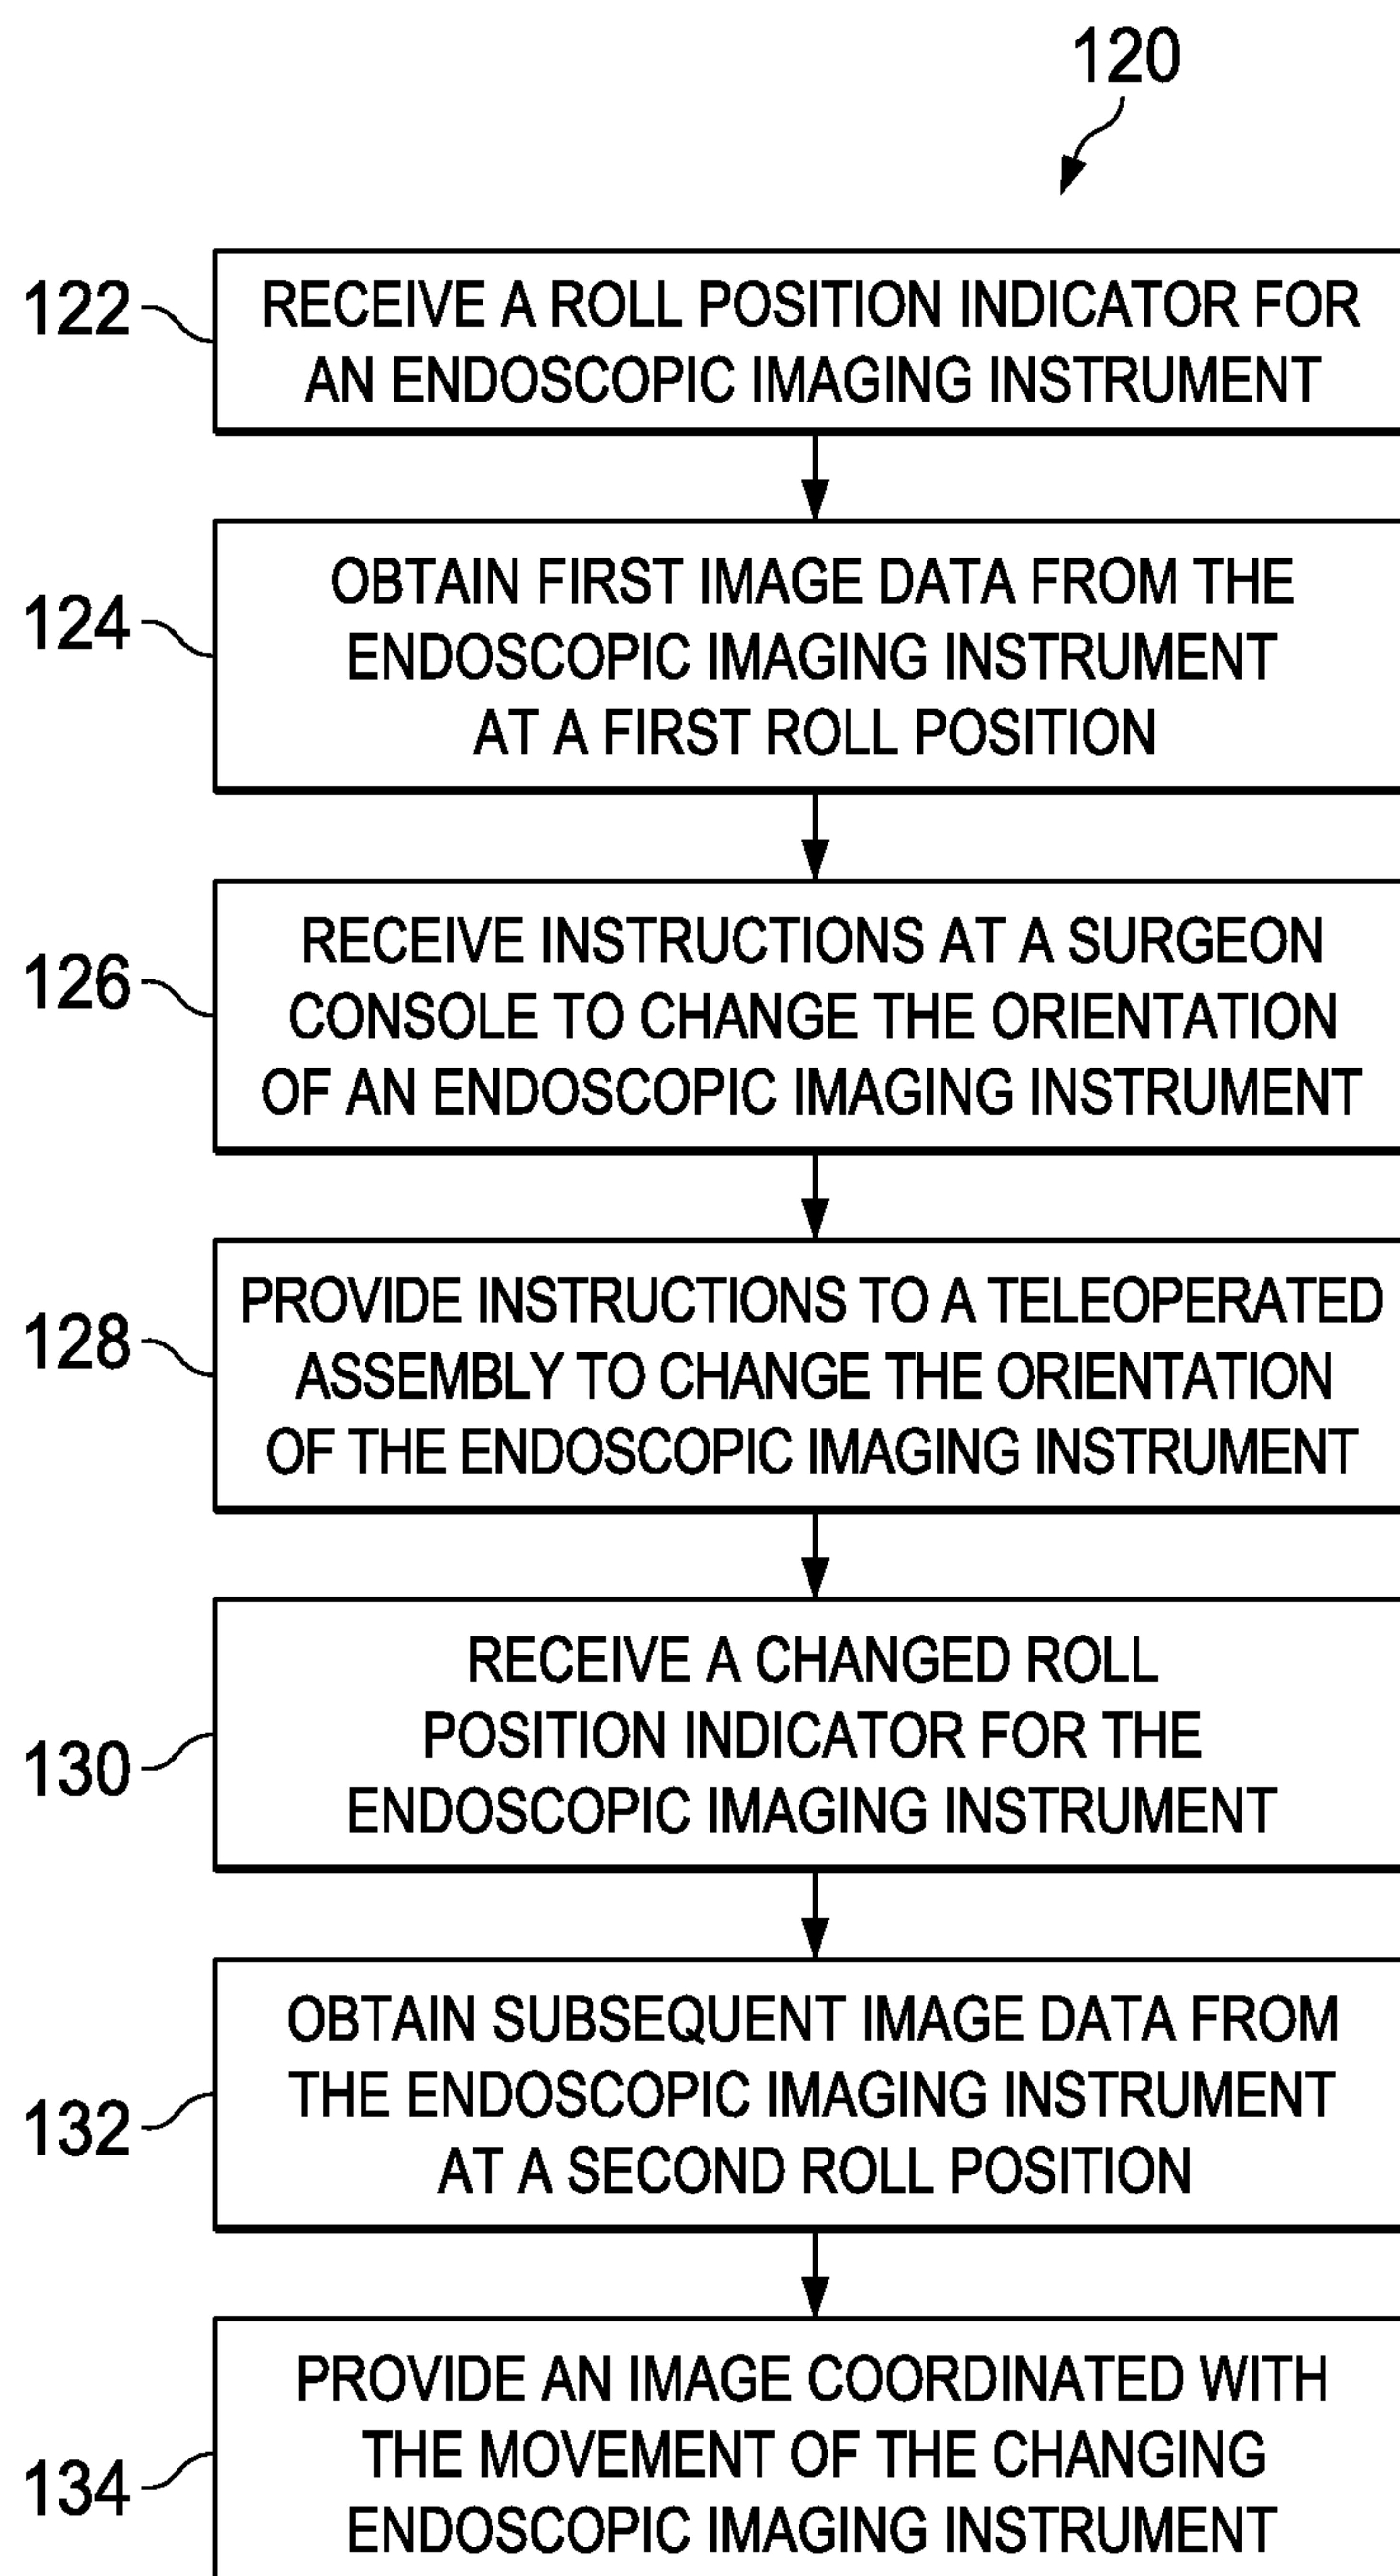 120
122
RECEIVE A ROLL POSITION INDICATOR FOR
AN ENDOSCOPIC IMAGING INSTRUMENT
124
OBTAIN FIRST IMAGE DATA FROM THE
ENDOSCOPIC IMAGING INSTRUMENT
AT A FIRST ROLL POSITION
126
RECEIVE INSTRUCTIONS AT A SURGEON
CONSOLE TO CHANGE THE ORIENTATION
OF AN ENDOSCOPIC IMAGING INSTRUMENT
128
PROVIDE INSTRUCTIONS TO A TELEOPERATED
ASSEMBLY TO CHANGE THE ORIENTATION
OF THE ENDOSCOPIC IMAGING INSTRUMENT
130
RECEIVE A CHANGED ROLL
POSITION INDICATOR FOR THE
ENDOSCOPIC IMAGING INSTRUMENT
132
OBTAIN SUBSEQUENT IMAGE DATA FROM
THE ENDOSCOPIC IMAGING INSTRUMENT
AT A SECOND ROLL POSITION
134
PROVIDE AN IMAGE COORDINATED WITH
THE MOVEMENT OF THE CHANGING
ENDOSCOPIC IMAGING INSTRUMENT